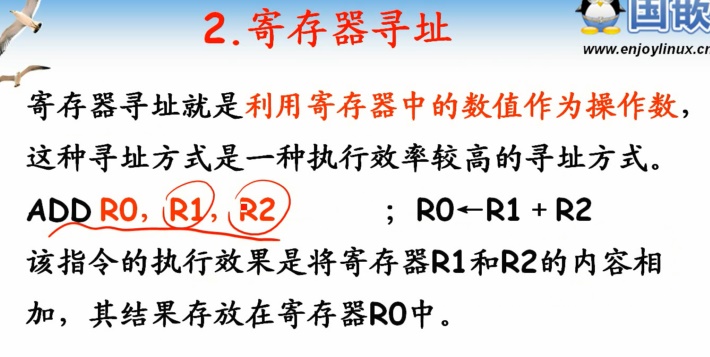 2.寄存器寻址
国嵌
www.enjoylinux.cn
寄存器寻址就是利用寄存器中的数值作为操作数，
这种寻址方式是一种执行效率较高的寻址方式。
ADD R0，R1，R2 ；R0←R1 + R2
该指令的执行效果是将寄存器R1和R2的内容相
加，其结果存放在寄存器R0中。